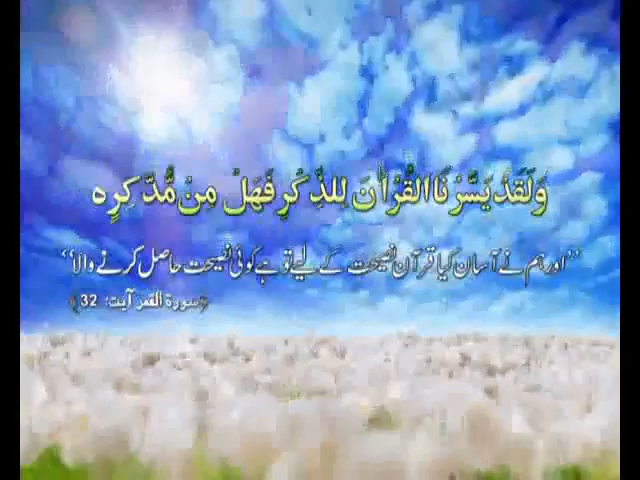 وَلَقَدْ يَسَّرْنَا الْقُرْاٰنَ لِلذِّكْرِ فَهَلْ مِنْ مُّدَّكِرٍ
”اور ہم نے آسان کیا قرآن نصیحت کے لیے تو ہے کوئی نصیحت حاصل کرنے والا؟“
﴿سورۃ القمر آیت: 32﴾